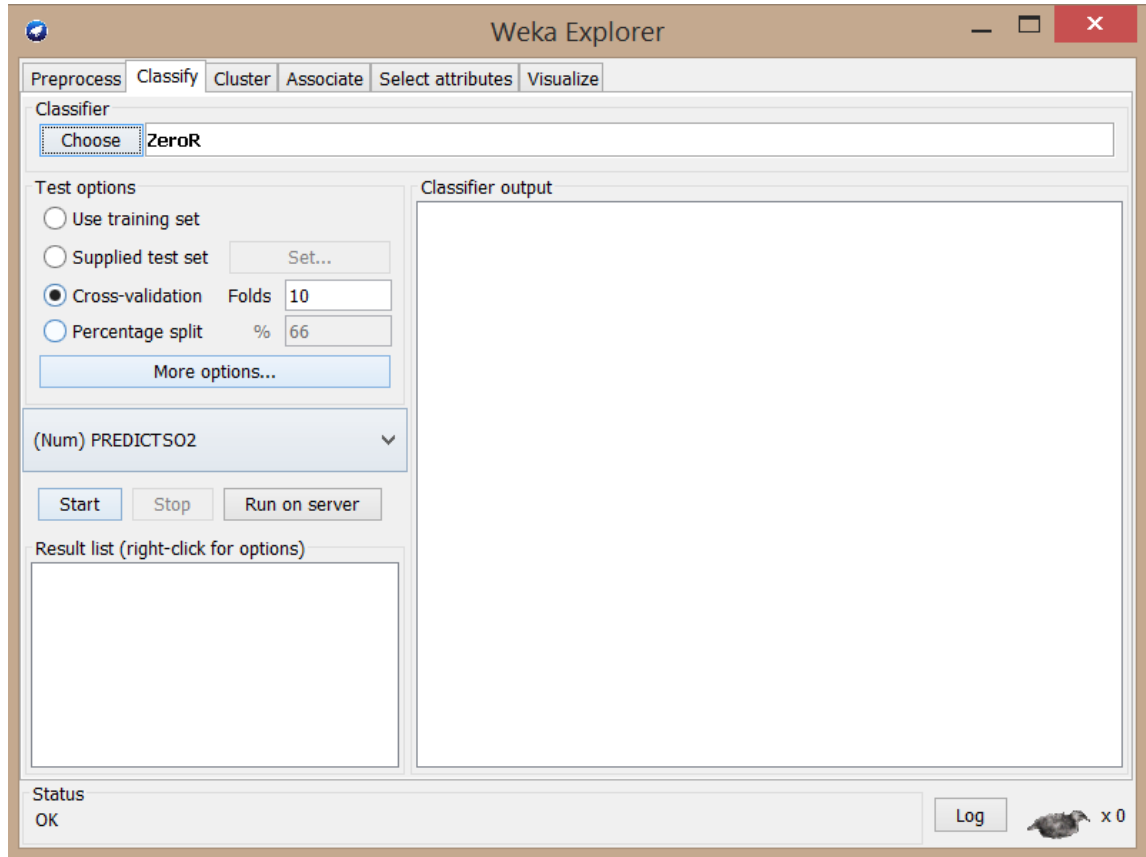 Weka Explorer
Preprocess Classify Cluster Associate Select attributes Visualize
Classifier
Choose ZeroR
Test options
Use training set
Supplied test set Set...
Cross-validation Folds 10
Percentage split % 66
More options...
(Num) PREDICTSO2
Start Stop Run on server
Result list (right-click for options)
Classifier output
Status
OK
Log x 0